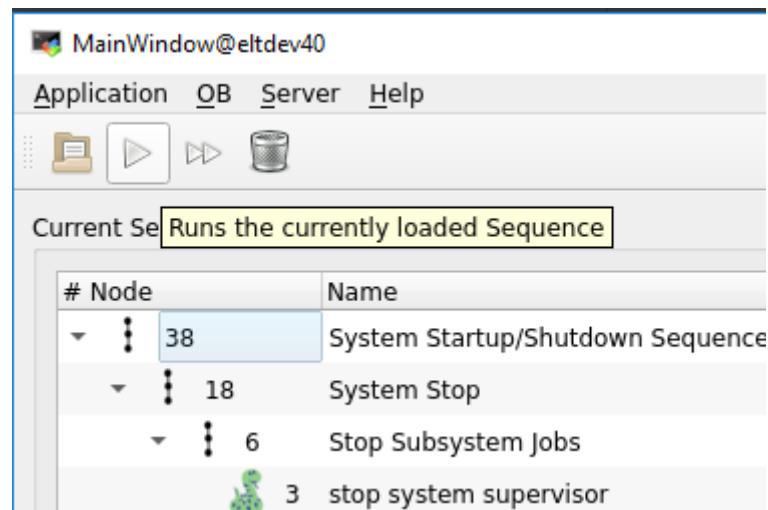 MainWindow@eltdev40
Application OB Server Help
Current Se
Runs the currently loaded Sequence
# Node Name
38 System Startup/Shutdown Sequence
18 System Stop
6 Stop Subsystem Jobs
3 stop system supervisor